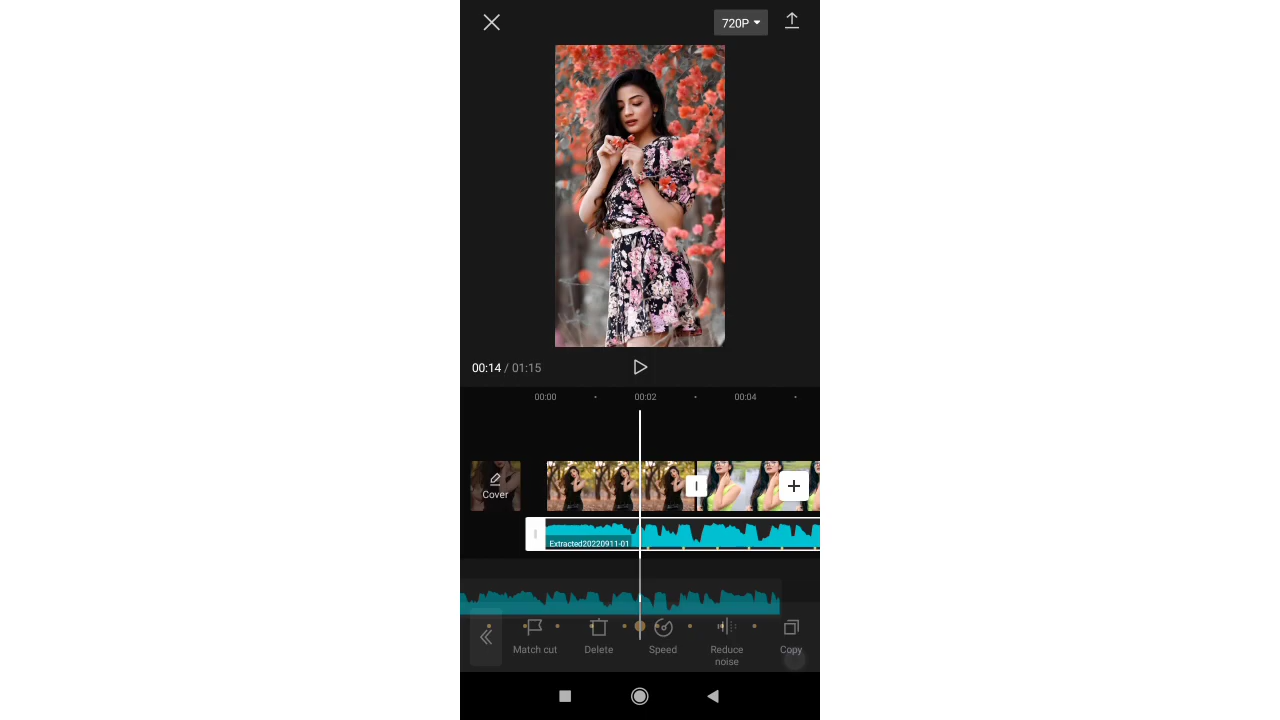 720P
00:14 / 01:15
00:00 00:02 00:04
Cover
Extracted20220911-01
Match cut
Delete
Speed
Reduce
noise
Copy